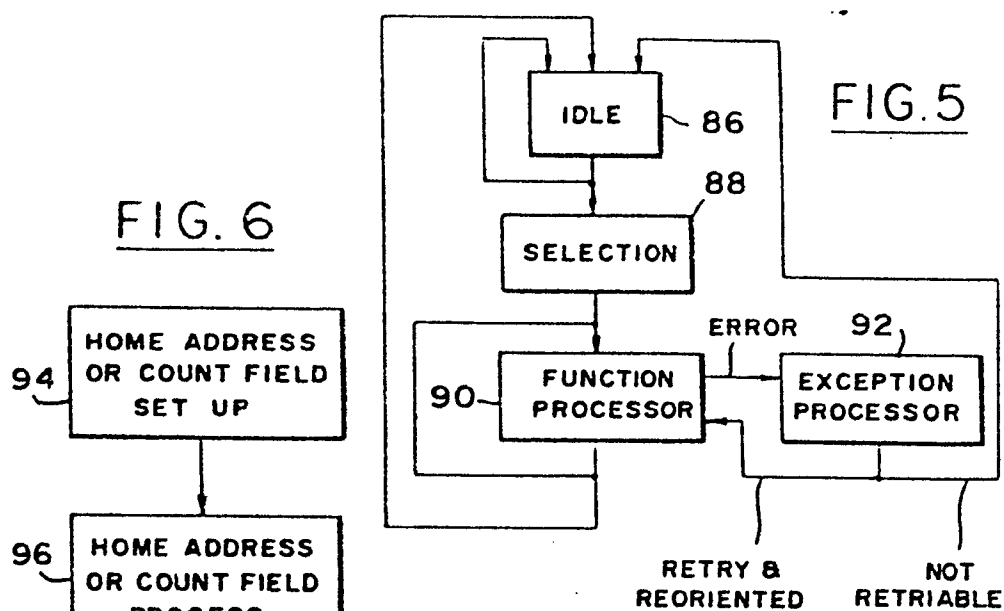 FIG. 5
IDLE
86
88
SELECTION
ERROR
92
90
FUNCTION
PROCESSOR
EXCEPTION
PROCESSOR
RETRY &
REORIENTED
NOT
RETRIABLE
FIG. 6
94
HOME ADDRESS
OR COUNT FIELD
SET UP
96
HOME ADDRESS
OR COUNT FIELD
PROCESS